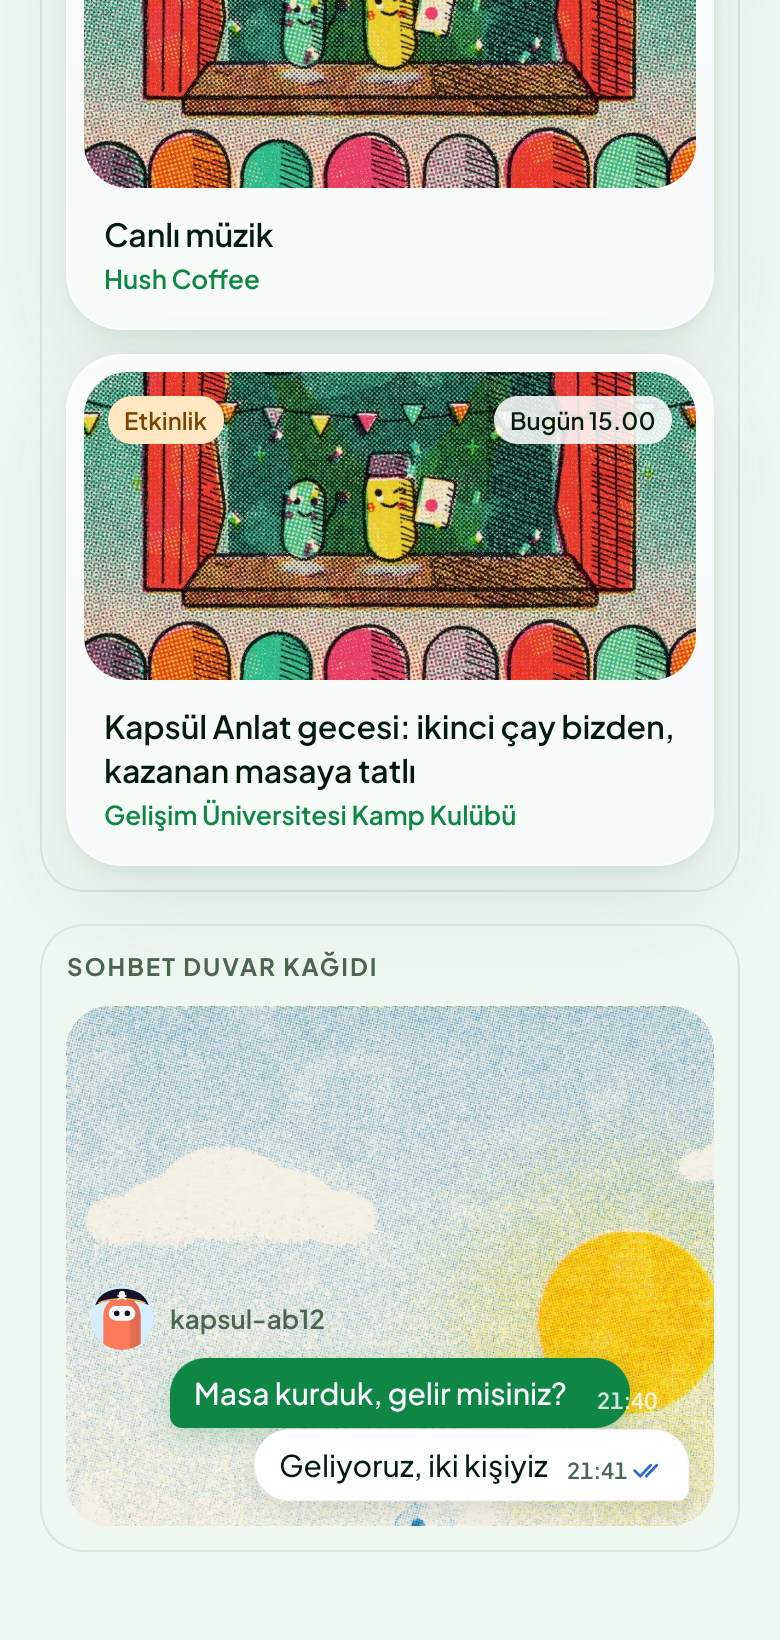 Canlı müzik
Hush Coffee
Etkinlik
Bugün 15.00
Kapsül Anlat gecesi: ikinci çay bizden,
kazanan masaya tatlı
Gelişim Üniversitesi Kamp Kulübü
SOHBET DUVAR KAĞIDI
kapsul-ab12
Masa kurduk, gelir misiniz? 21:40
Geliyoruz, iki kişiyiz 21:41